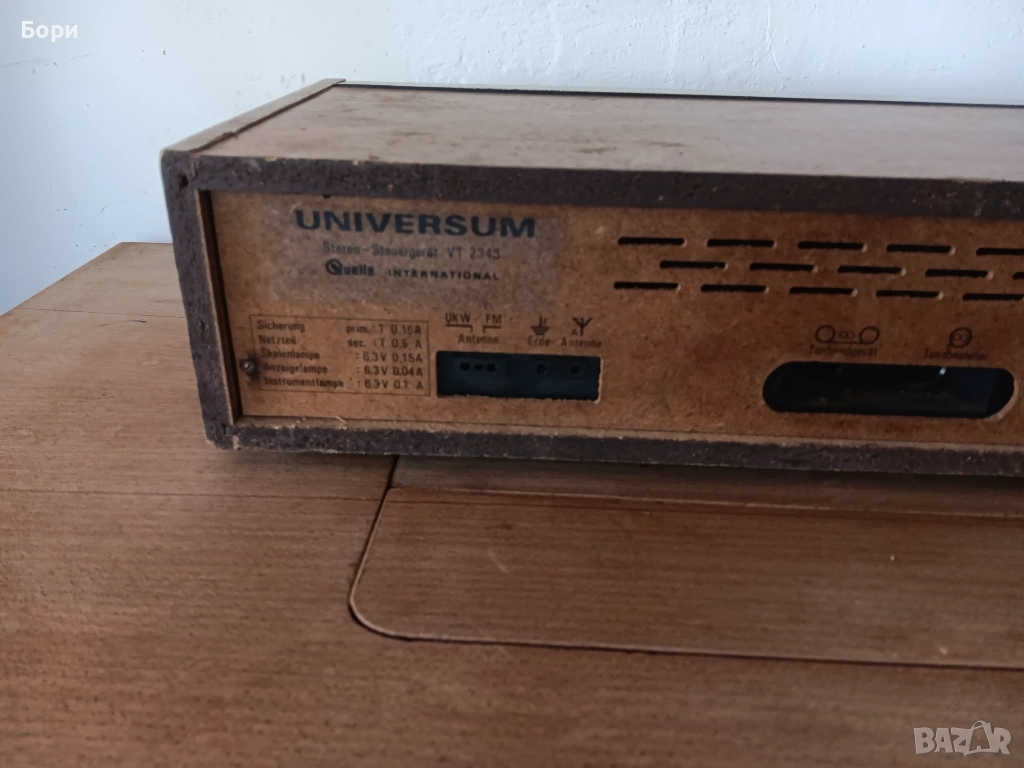 Бори
UNIVERSUM
Stereo-Steuergerät VT 2343
Quelle INTERNATIONAL
Sicherung prim.: T 0,16A
Netzteil sec.: T 0,5 A
Skalenlampe : 6,3V 0,15A
Anzeigelampe : 6,3V 0,04A
Instrumentlampe : 6,3V 0,1 A
UKW / FM
Antenne
Erde Antenne
Tonbandgerät
BAZAR